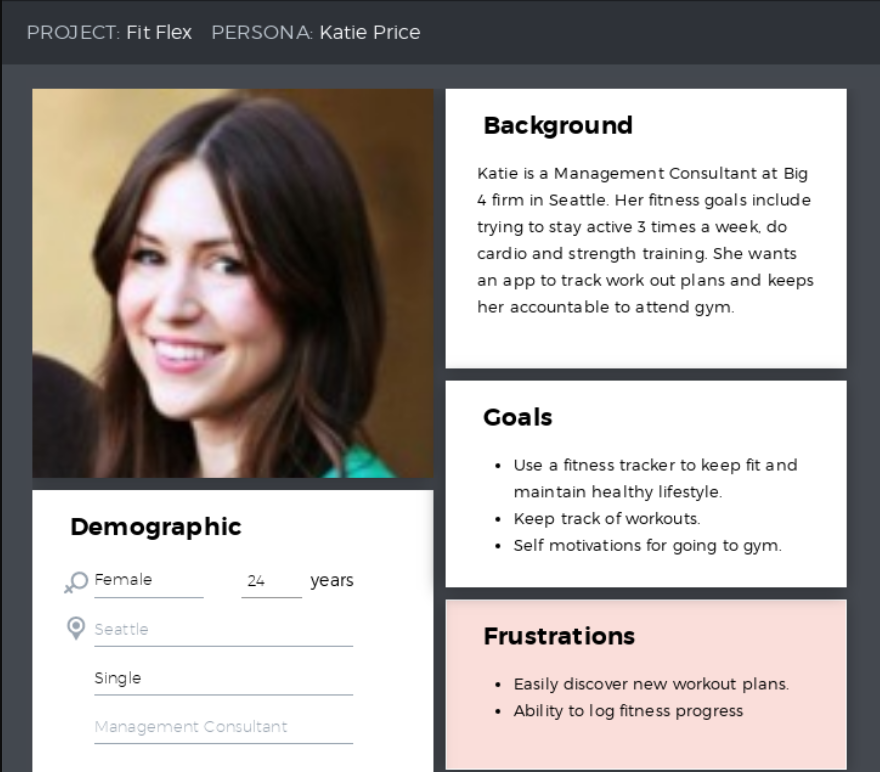 PROJECT: Fit Flex PERSONA: Katie Price
Background
Katie is a Management Consultant at Big
4 firm in Seattle. Her fitness goals include
trying to stay active 3 times a week, do
cardio and strength training. She wants
an app to track work out plans and keeps
her accountable to attend gym.
Goals
• Use a fitness tracker to keep fit and
maintain healthy lifestyle.
• Keep track of workouts.
• Self motivations for going to gym.
Demographic
Female 24 years
Seattle
Single
Management Consultant
Frustrations
• Easily discover new workout plans.
• Ability to log fitness progress